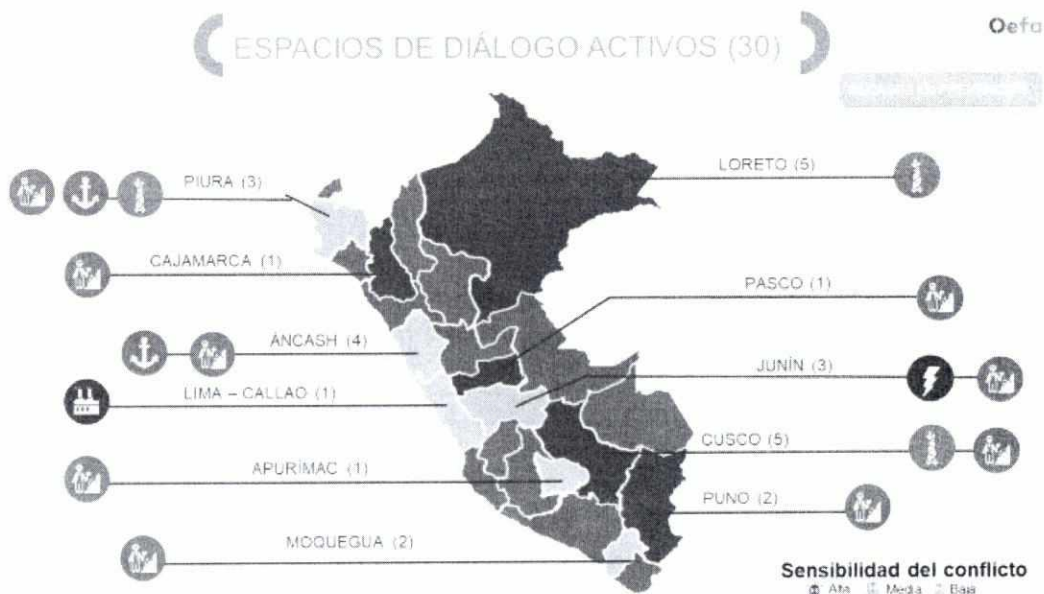 Oefa
ESPACIOS DE DIÁLOGO ACTIVOS (30)
PIURA (3)
LORETO (5)
CAJAMARCA (1)
PASCO (1)
ÁNCASH (4)
JUNÍN (3)
LIMA – CALLAO (1)
CUSCO (5)
APURÍMAC (1)
PUNO (2)
MOQUEGUA (2)
Sensibilidad del conflicto
Alta Media Baja